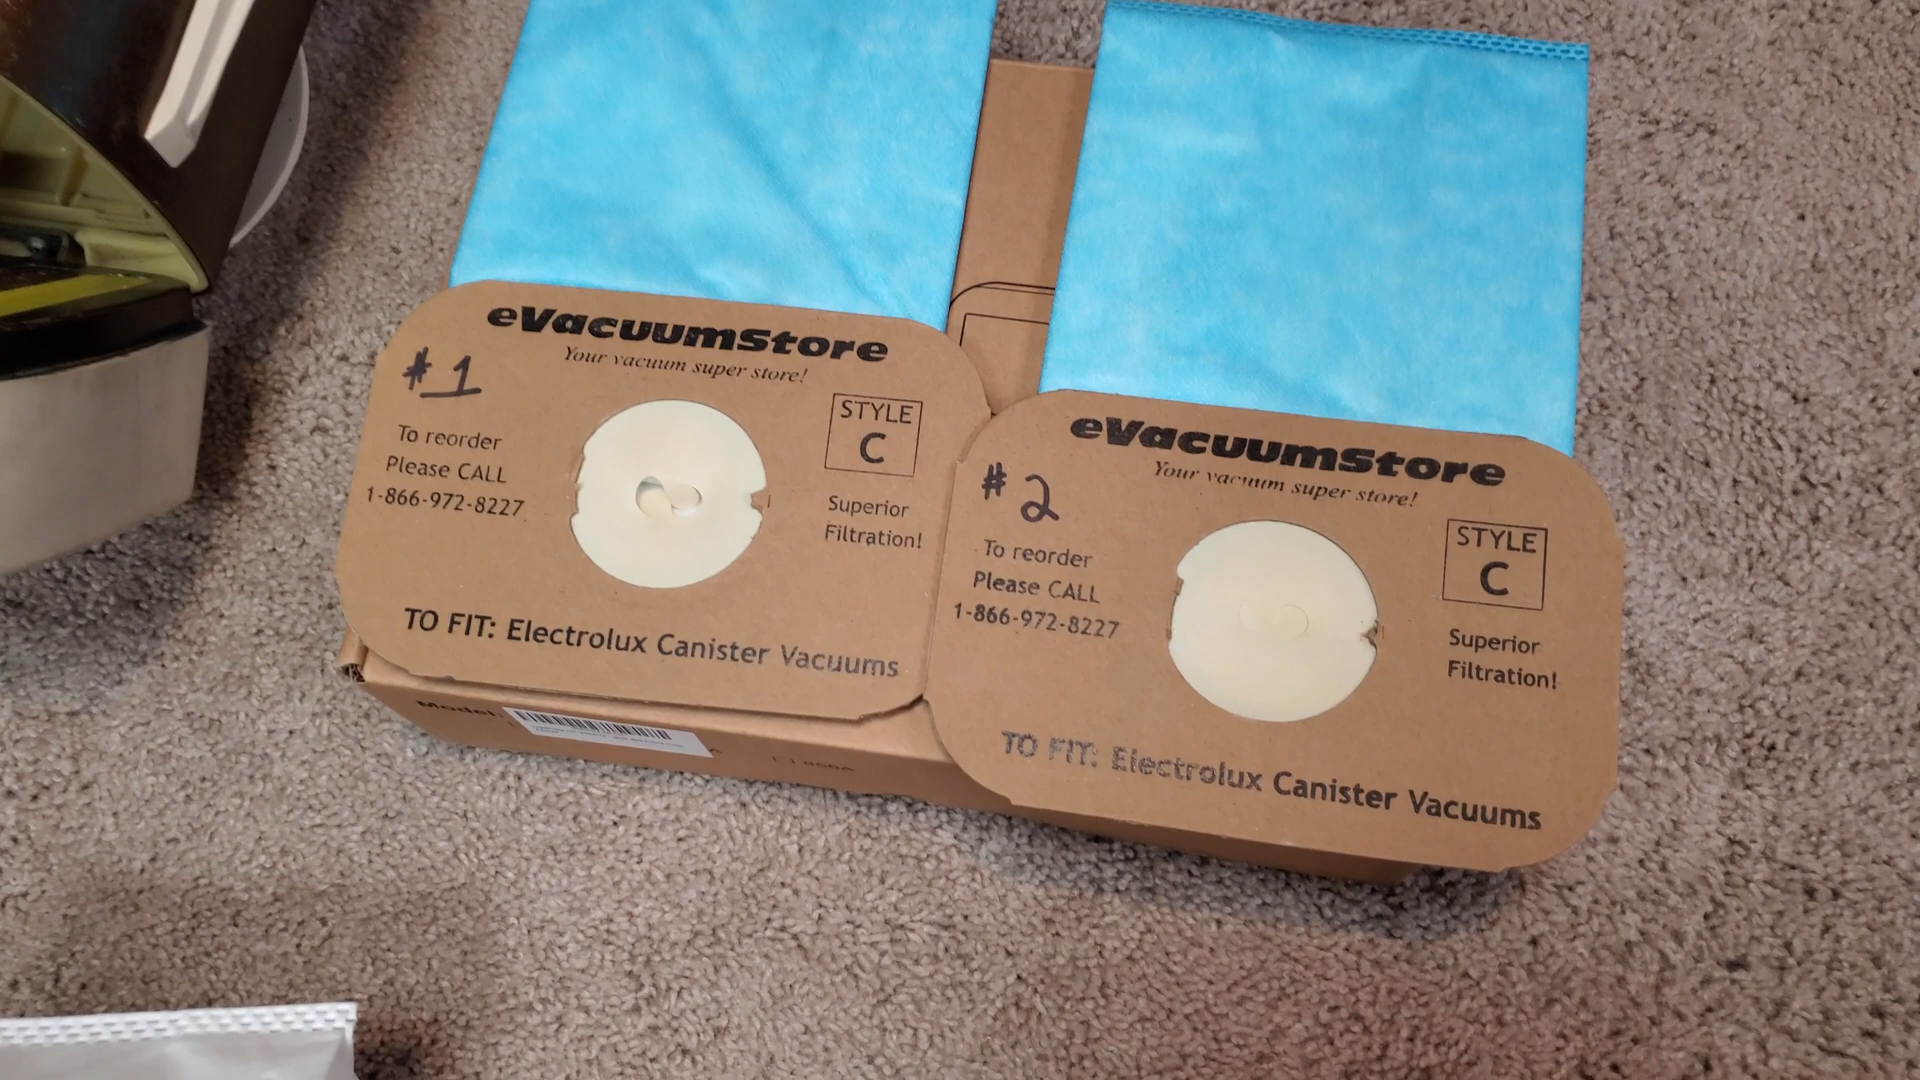 eVacuumStore
Your vacuum super store!
#1
STYLE
C
To reorder
Please CALL
1-866-972-8227
Superior
Filtration!
TO FIT: Electrolux Canister Vacuums
eVacuumStore
Your vacuum super store!
#2
STYLE
C
To reorder
Please CALL
1-866-972-8227
Superior
Filtration!
TO FIT: Electrolux Canister Vacuums
Model: